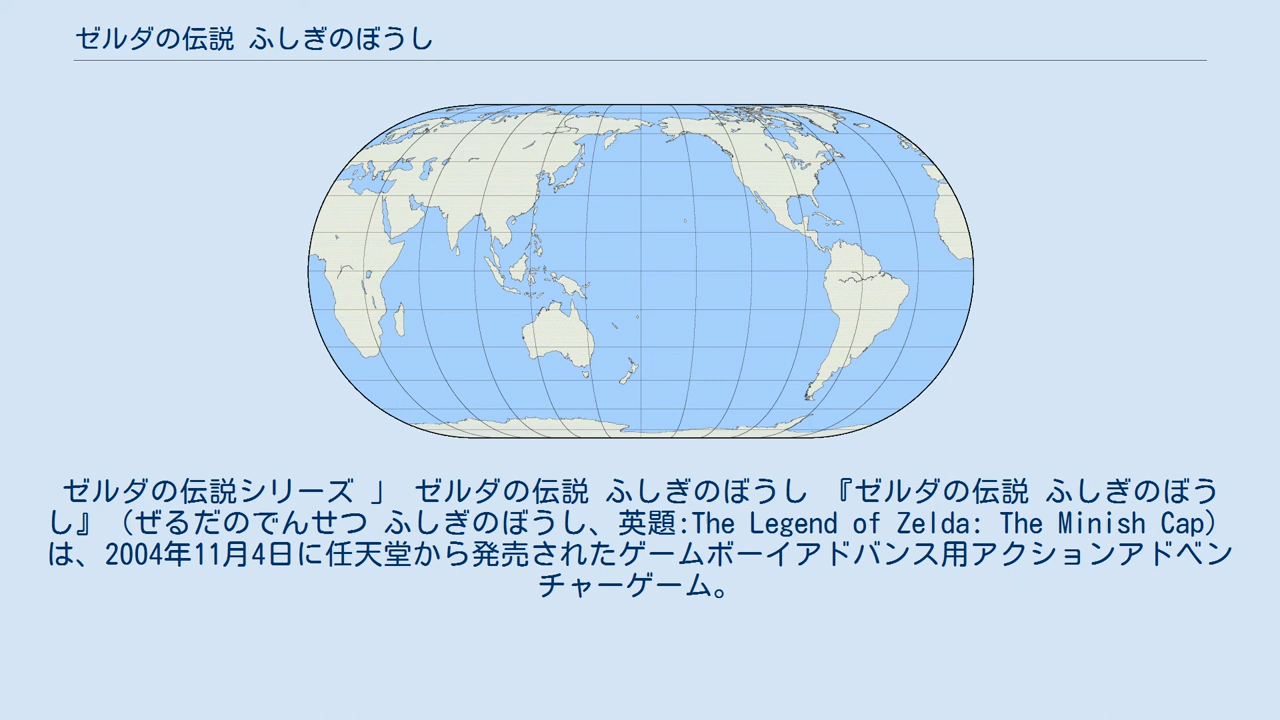 ゼルダの伝説 ふしぎのぼうし
ゼルダの伝説シリーズ 」 ゼルダの伝説 ふしぎのぼうし 『ゼルダの伝説 ふしぎのぼう
し』（ぜるだのでんせつ ふしぎのぼうし、英題:The Legend of Zelda: The Minish Cap）
は、2004年11月4日に任天堂から発売されたゲームボーイアドバンス用アクションアドベン
チャーゲーム。